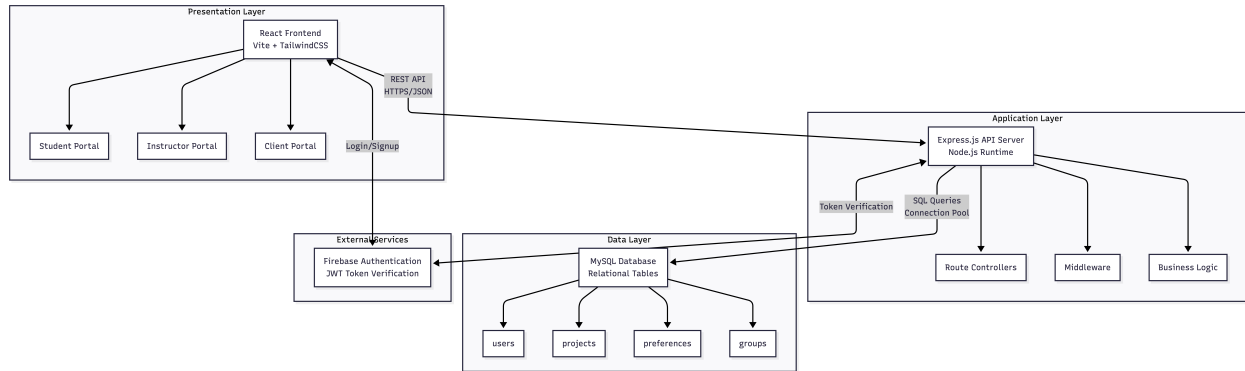 Presentation Layer
React Frontend
Vite + TailwindCSS
REST API
HTTPS/JSON
Student Portal
Instructor Portal
Client Portal
Login/Signup
Application Layer
Express.js API Server
Node.js Runtime
Token Verification
SQL Queries
Connection Pool
Route Controllers
Middleware
Business Logic
External Services
Firebase Authentication
JWT Token Verification
Data Layer
MySQL Database
Relational Tables
users
projects
preferences
groups